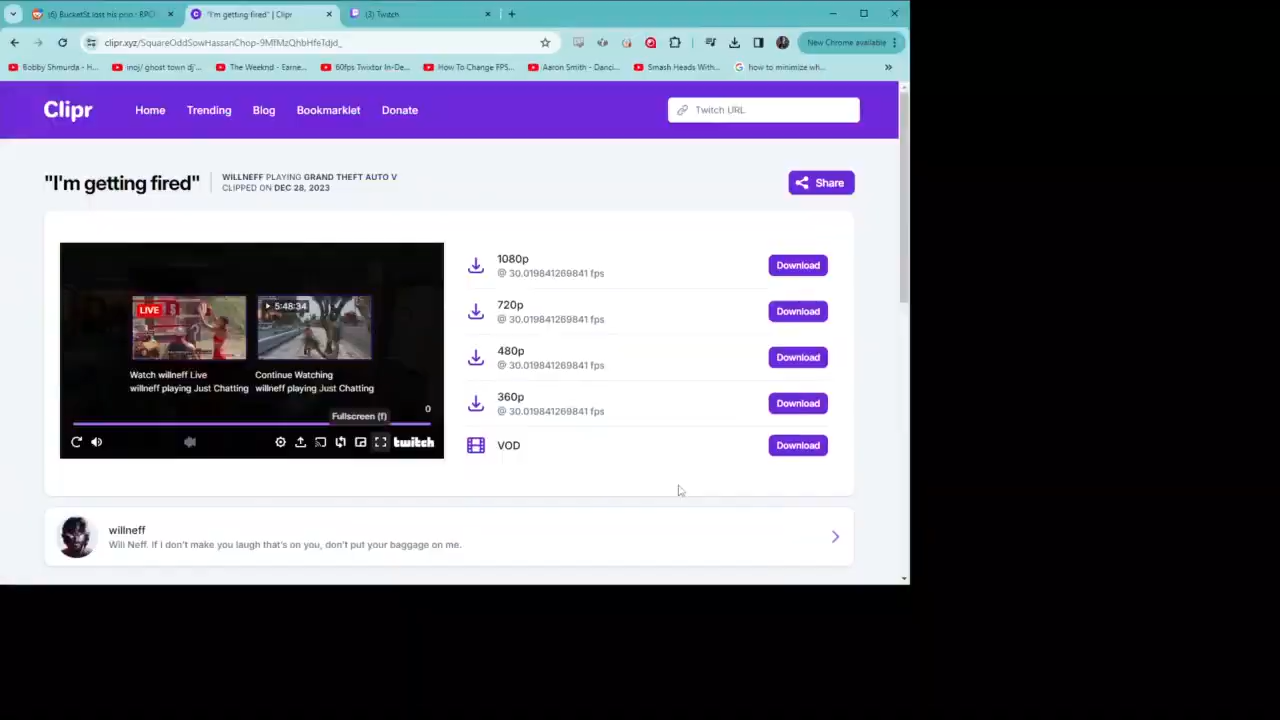 (6) BucketSt lost his prio : RPC
"I'm getting fired" | Clipr
(3) Twitch
clipr.xyz/SquareOddSowHassanChop-9MfMzQhbHfeTdjd_
New Chrome available
Bobby Shmurda - H...
inoj/ ghost town dj'...
The Weeknd - Earne...
60fps Twixtor In-De...
How To Change FPS...
Aaron Smith - Danci...
Smash Heads With...
how to minimize wh...
Clipr
Home
Trending
Blog
Bookmarklet
Donate
Twitch URL
"I'm getting fired"
WILLNEFF PLAYING GRAND THEFT AUTO V
CLIPPED ON DEC 28, 2023
Share
LIVE
5:48:34
Watch willneff Live
willneff playing Just Chatting
Continue Watching
willneff playing Just Chatting
0
Fullscreen (f)
twitch
1080p
@ 30.019841269841 fps
Download
720p
@ 30.019841269841 fps
Download
480p
@ 30.019841269841 fps
Download
360p
@ 30.019841269841 fps
Download
VOD
Download
willneff
Will Neff. If i don't make you laugh that's on you, don't put your baggage on me.